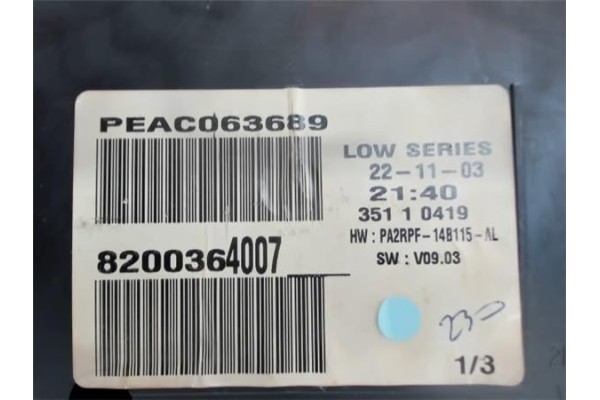 PEAC063689
LOW SERIES
22-11-03
21:40
351 1 0419
HW : PA2RPF-14B115-AL
SW : V09.03
8200364007
230
1/3